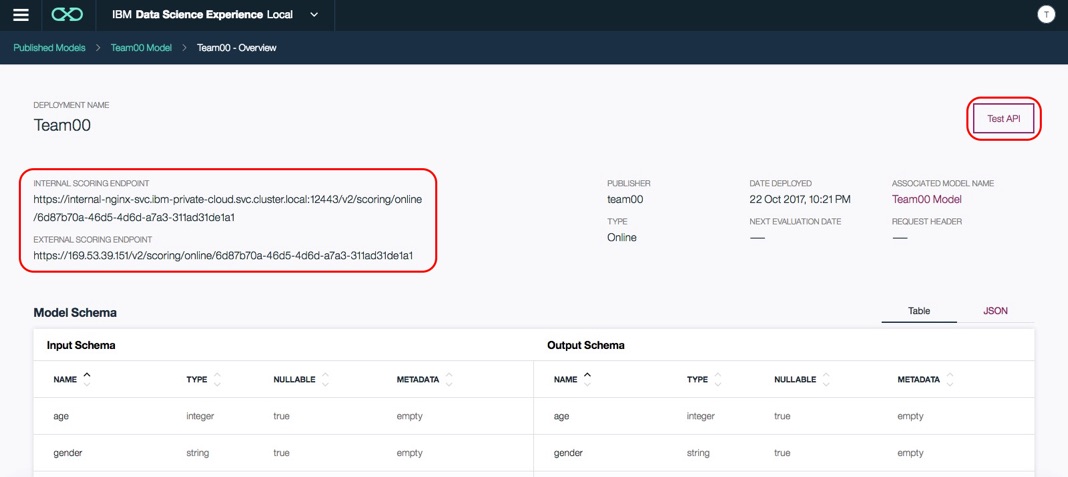 IBM Data Science Experience Local
T
Published Models > Team00 Model > Team00 - Overview
DEPLOYMENT NAME
Team00
Test API
INTERNAL SCORING ENDPOINT
https://internal-nginx-svc.ibm-private-cloud.svc.cluster.local:12443/v2/scoring/online
/6d87b70a-46d5-4d6d-a7a3-311ad31de1a1
EXTERNAL SCORING ENDPOINT
https://169.53.39.151/v2/scoring/online/6d87b70a-46d5-4d6d-a7a3-311ad31de1a1
PUBLISHER DATE DEPLOYED ASSOCIATED MODEL NAME
team00 22 Oct 2017, 10:21 PM Team00 Model
TYPE NEXT EVALUATION DATE REQUEST HEADER
Online — —
Model Schema Table JSON
Input Schema Output Schema
NAME TYPE NULLABLE METADATA NAME TYPE NULLABLE METADATA
age integer true empty age integer true empty
gender string true empty gender string true empty